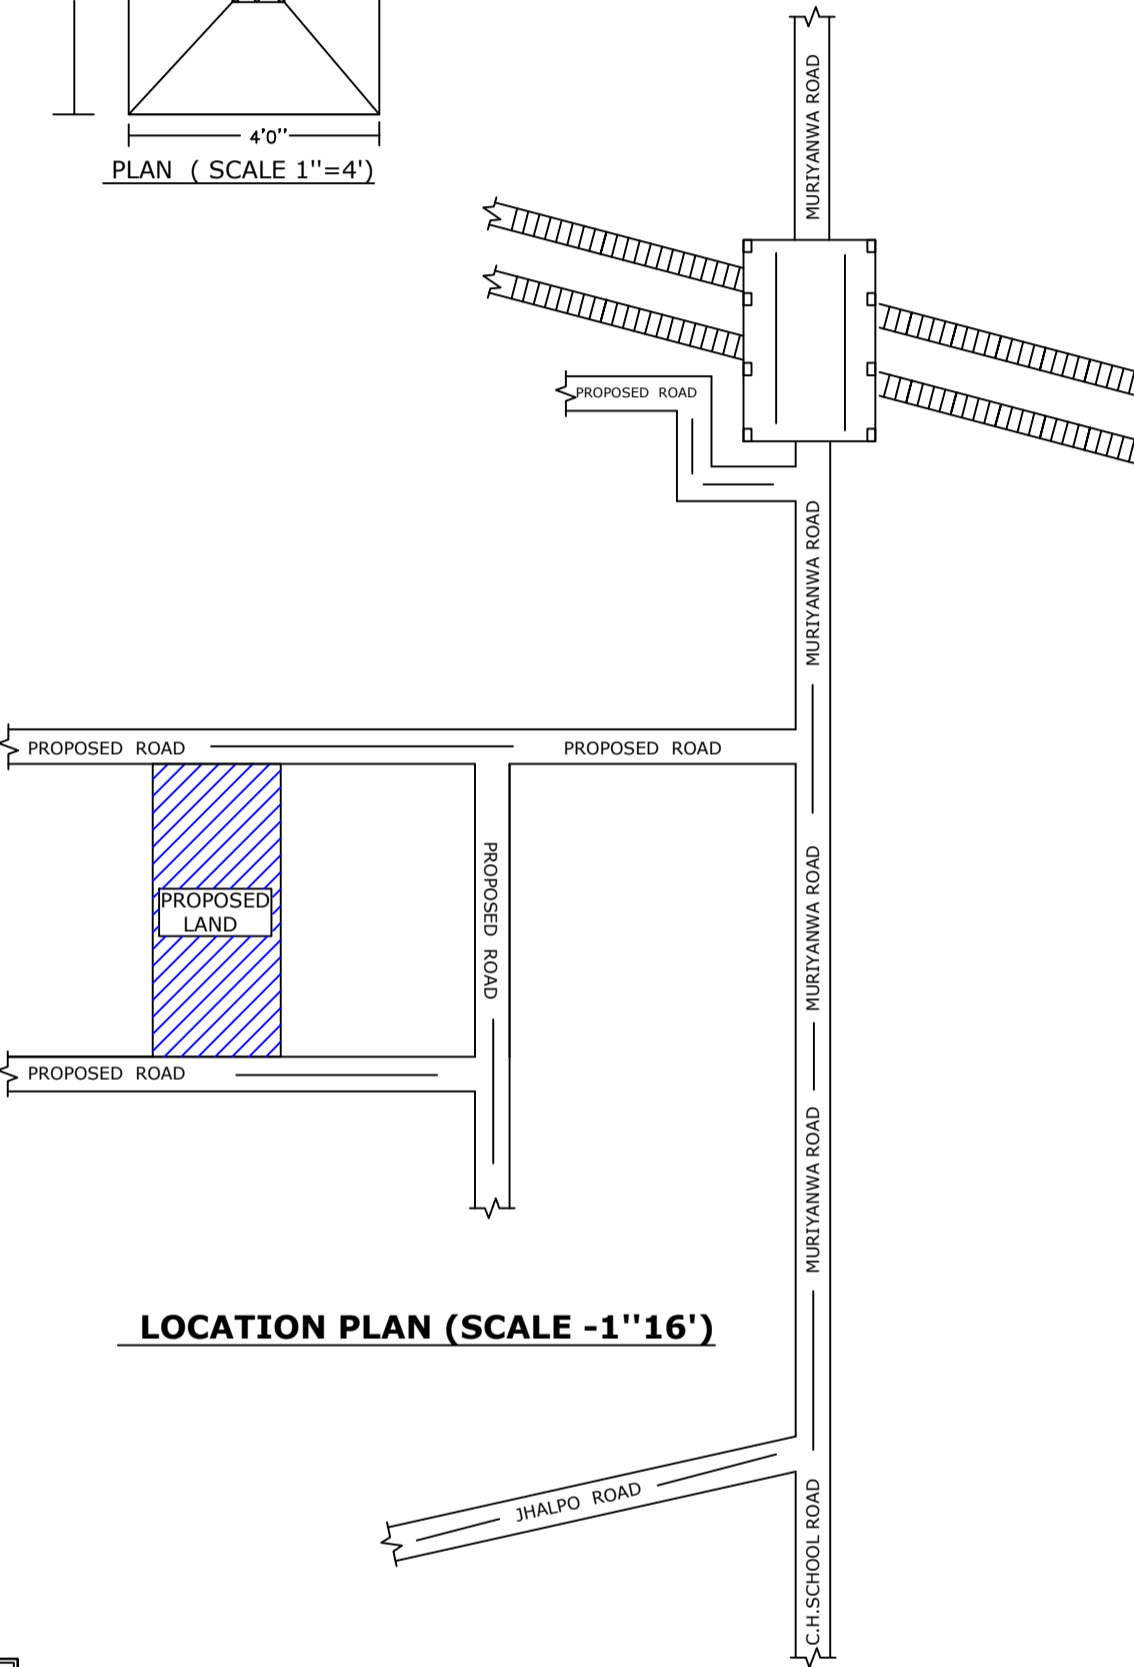 4'0''
PLAN ( SCALE 1''=4')
MURIYANWA ROAD
PROPOSED ROAD
MURIYANWA ROAD
PROPOSED ROAD
PROPOSED ROAD
PROPOSED ROAD
MURIYANWA ROAD
PROPOSED
LAND
PROPOSED ROAD
MURIYANWA ROAD
LOCATION PLAN (SCALE -1''16')
JHALPO ROAD
C.H.SCHOOL ROAD